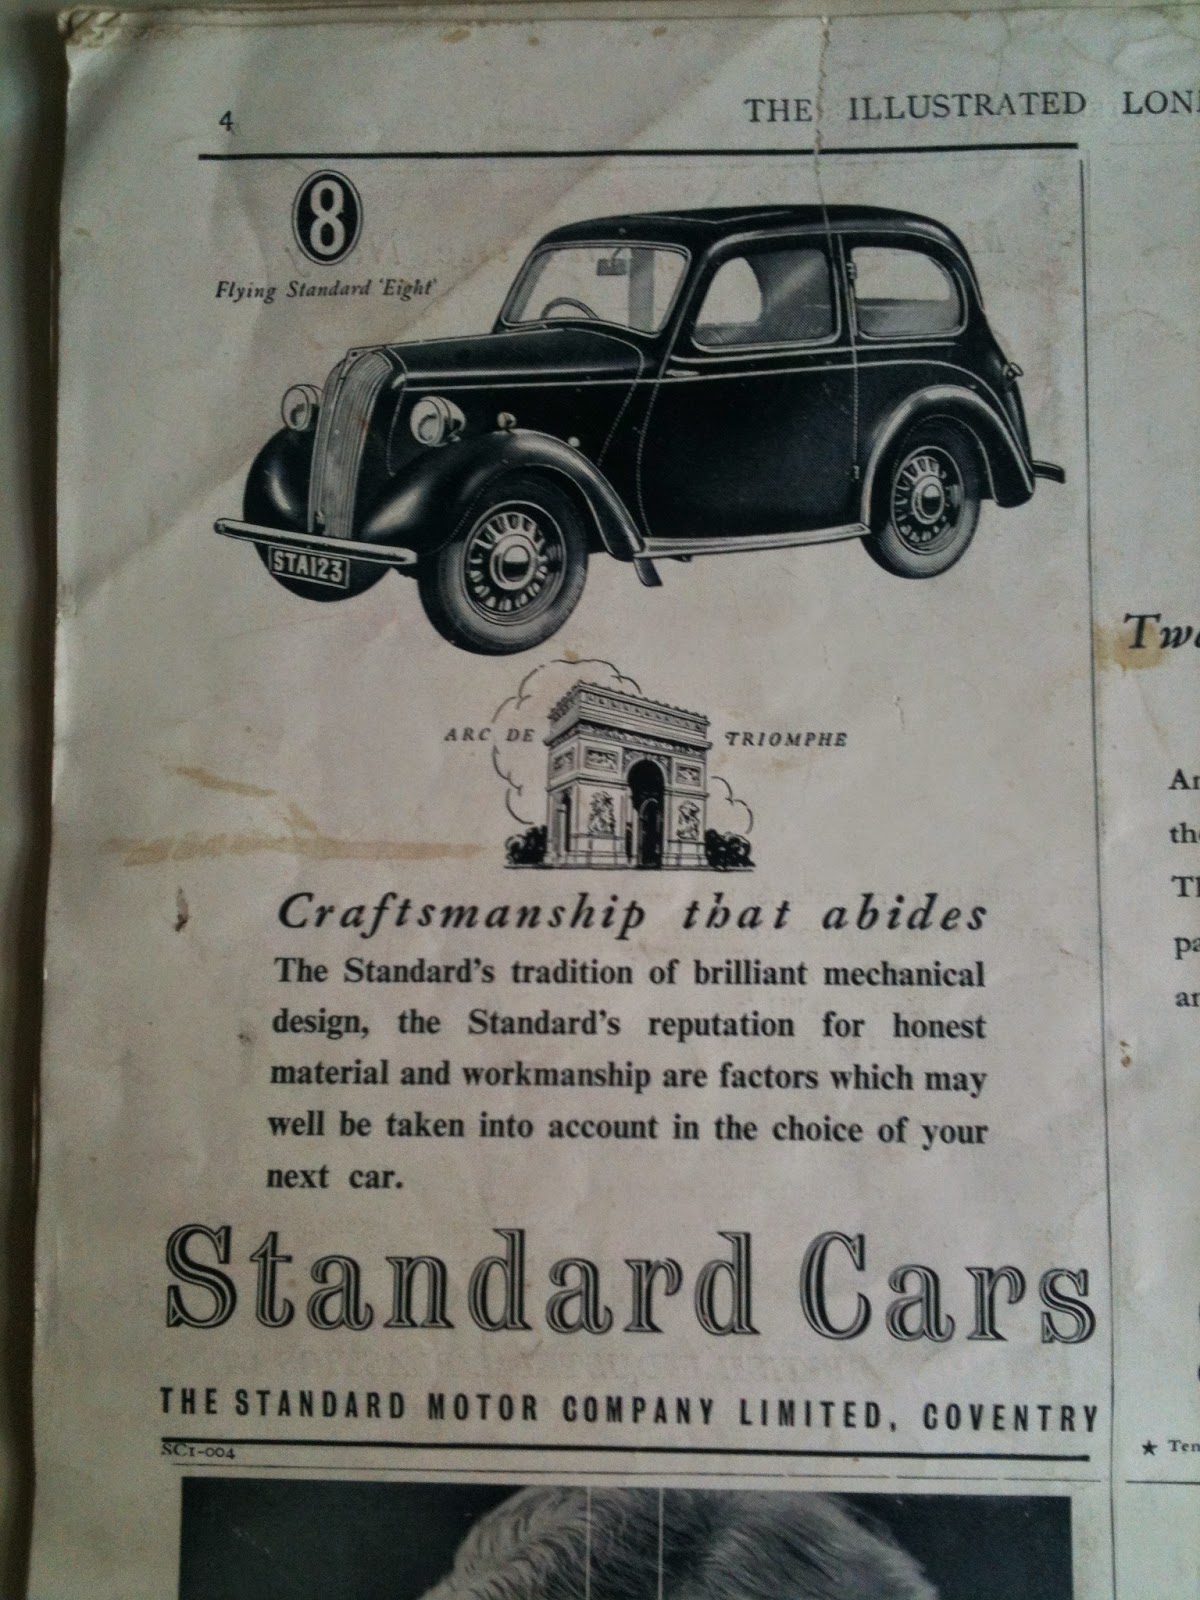 4
THE ILLUSTRATED
8
Flying Standard 'Eight'
STA123
ARC DE TRIOMPHE
Craftsmanship that abides
The Standard's tradition of brilliant mechanical
design, the Standard's reputation for honest
material and workmanship are factors which may
well be taken into account in the choice of your
next car.
Standard Cars
THE STANDARD MOTOR COMPANY LIMITED, COVENTRY
SC1-004